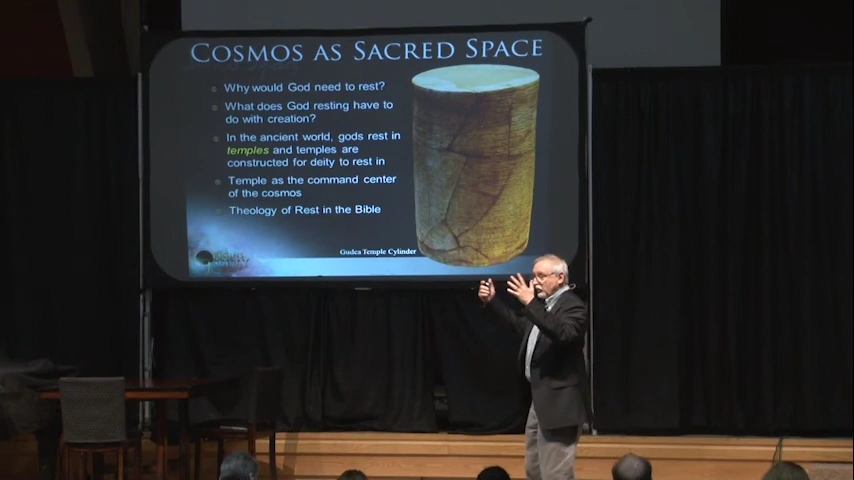 COSMOS AS SACRED SPACE
Why would God need to rest?
What does God resting have to
do with creation?
In the ancient world, gods rest in
temples and temples are
constructed for deity to rest in
Temple as the command center
of the cosmos
Theology of Rest in the Bible
Gudea Temple Cylinder